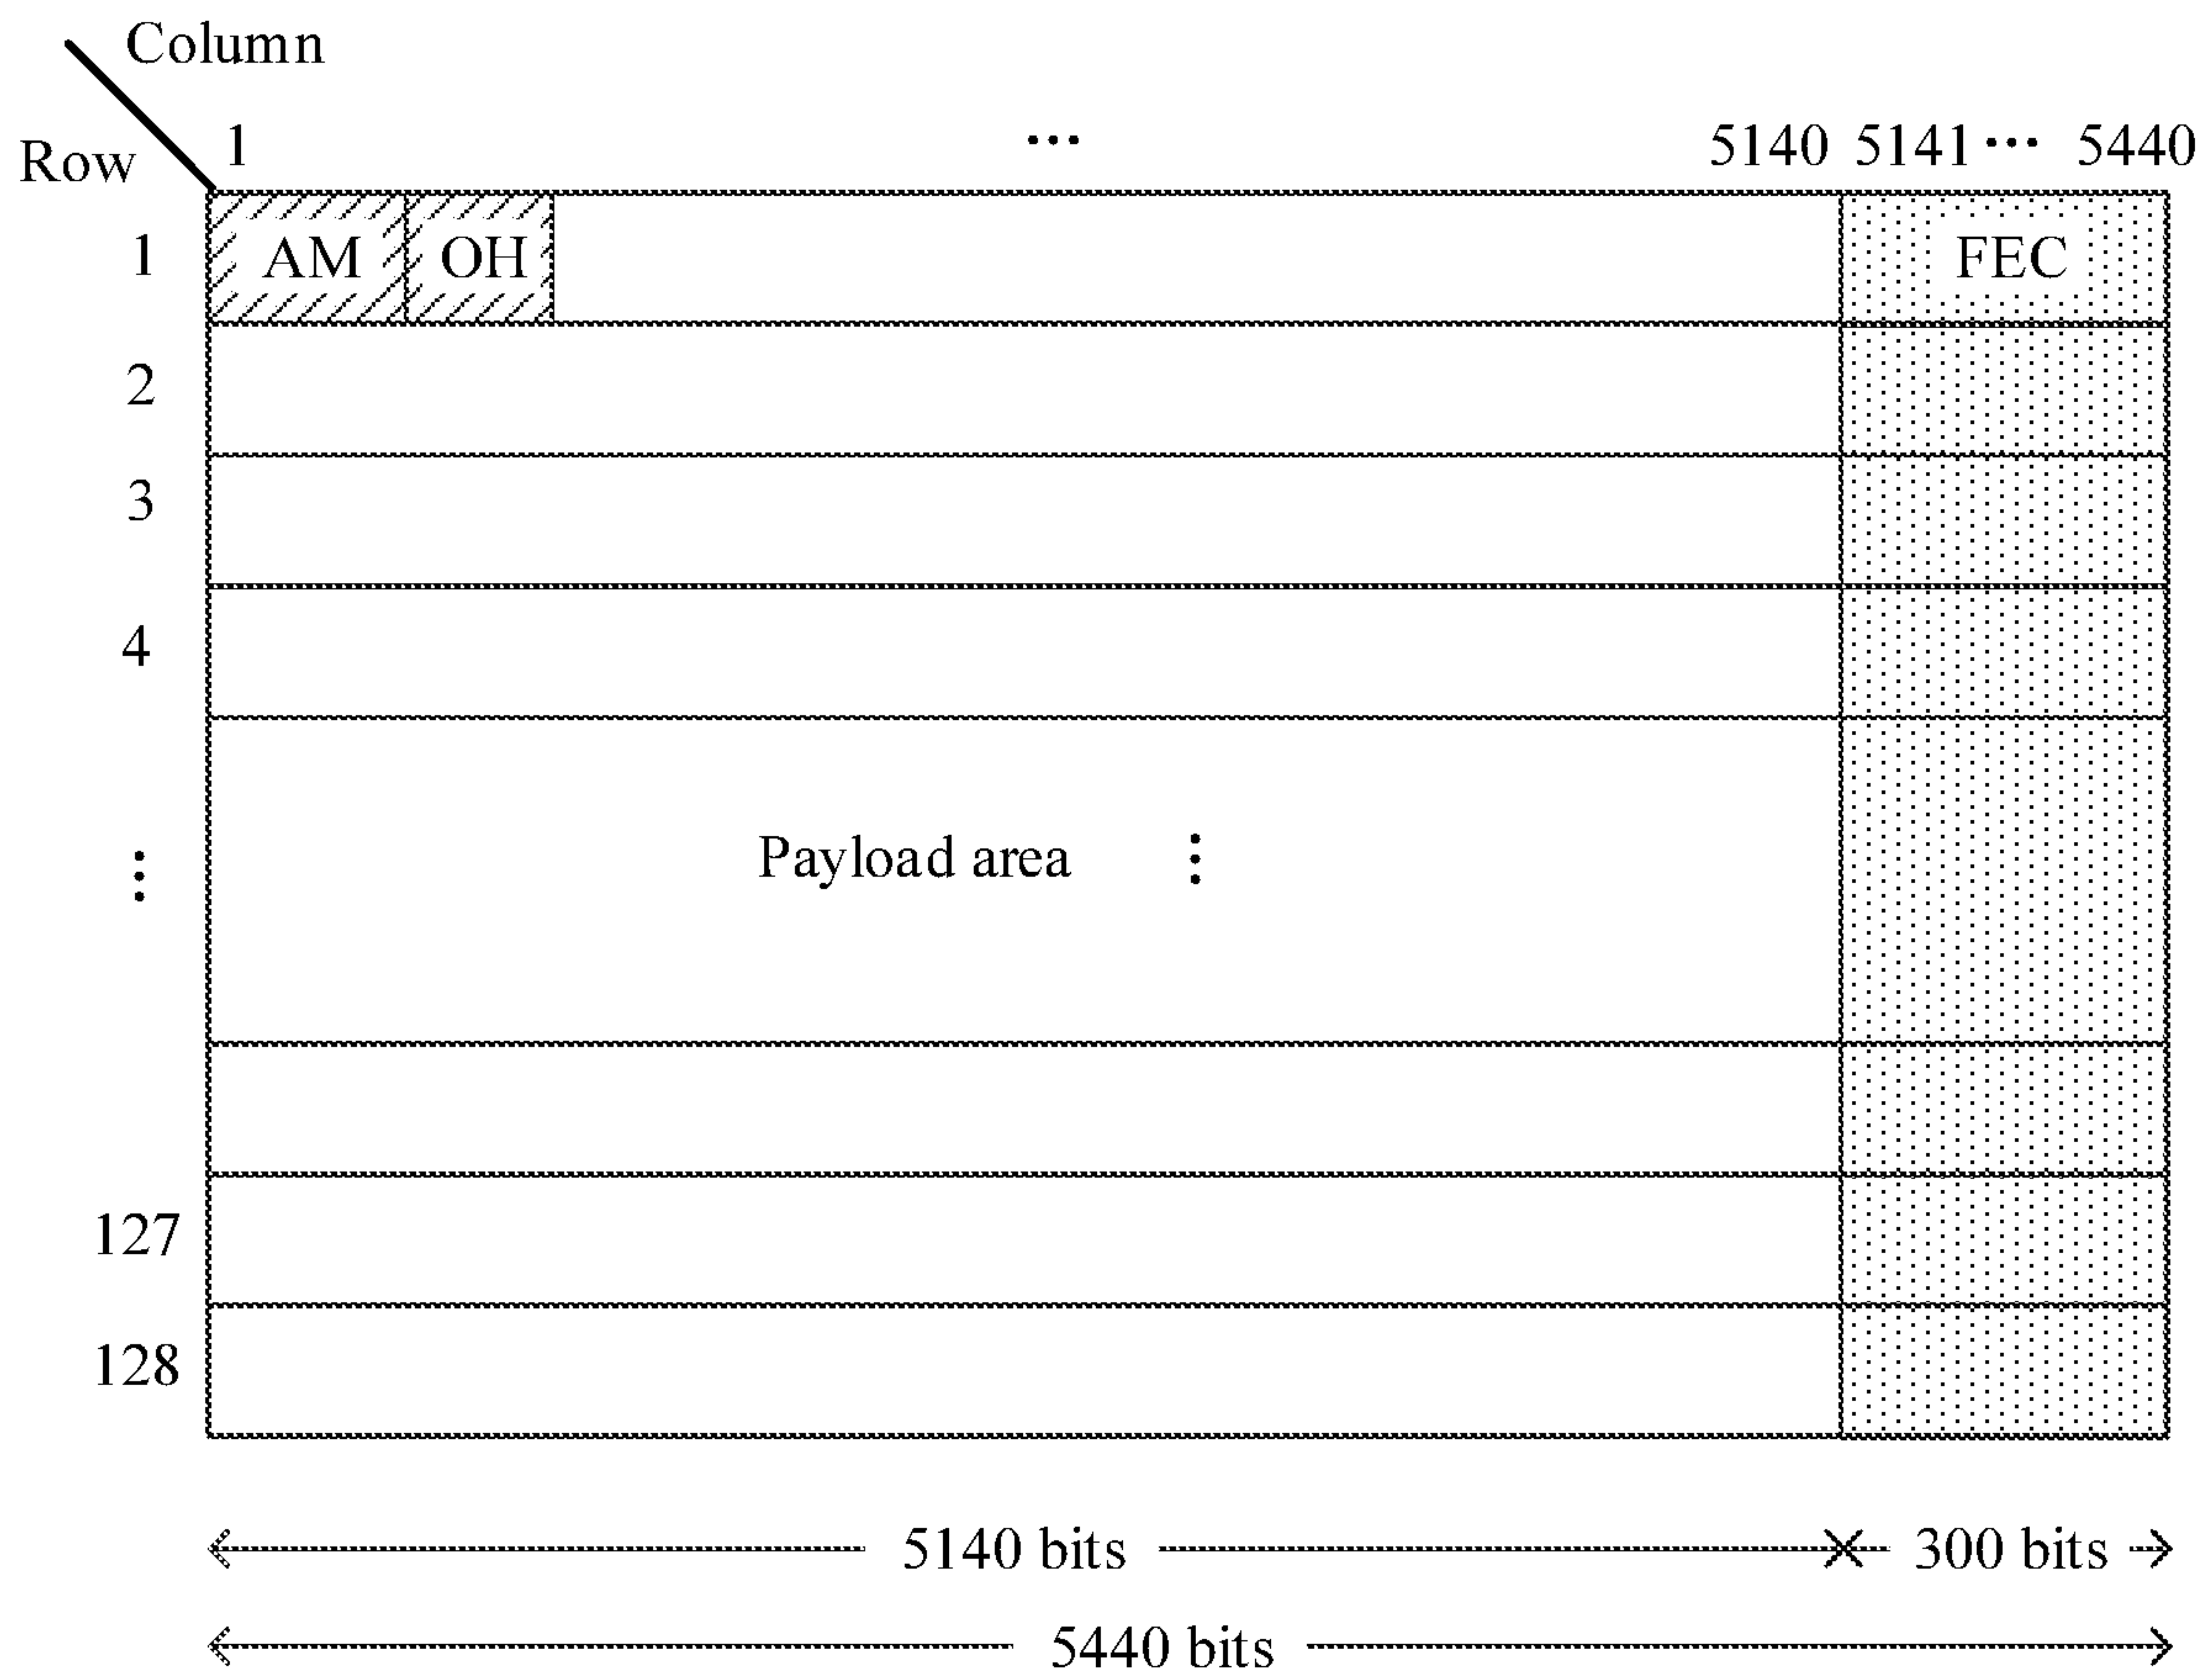 Column
Row 1 ... 5140 5141 ... 5440
1 AM OH FEC
2
3
4
⋮ Payload area ⋮
127
128
5140 bits 300 bits
5440 bits